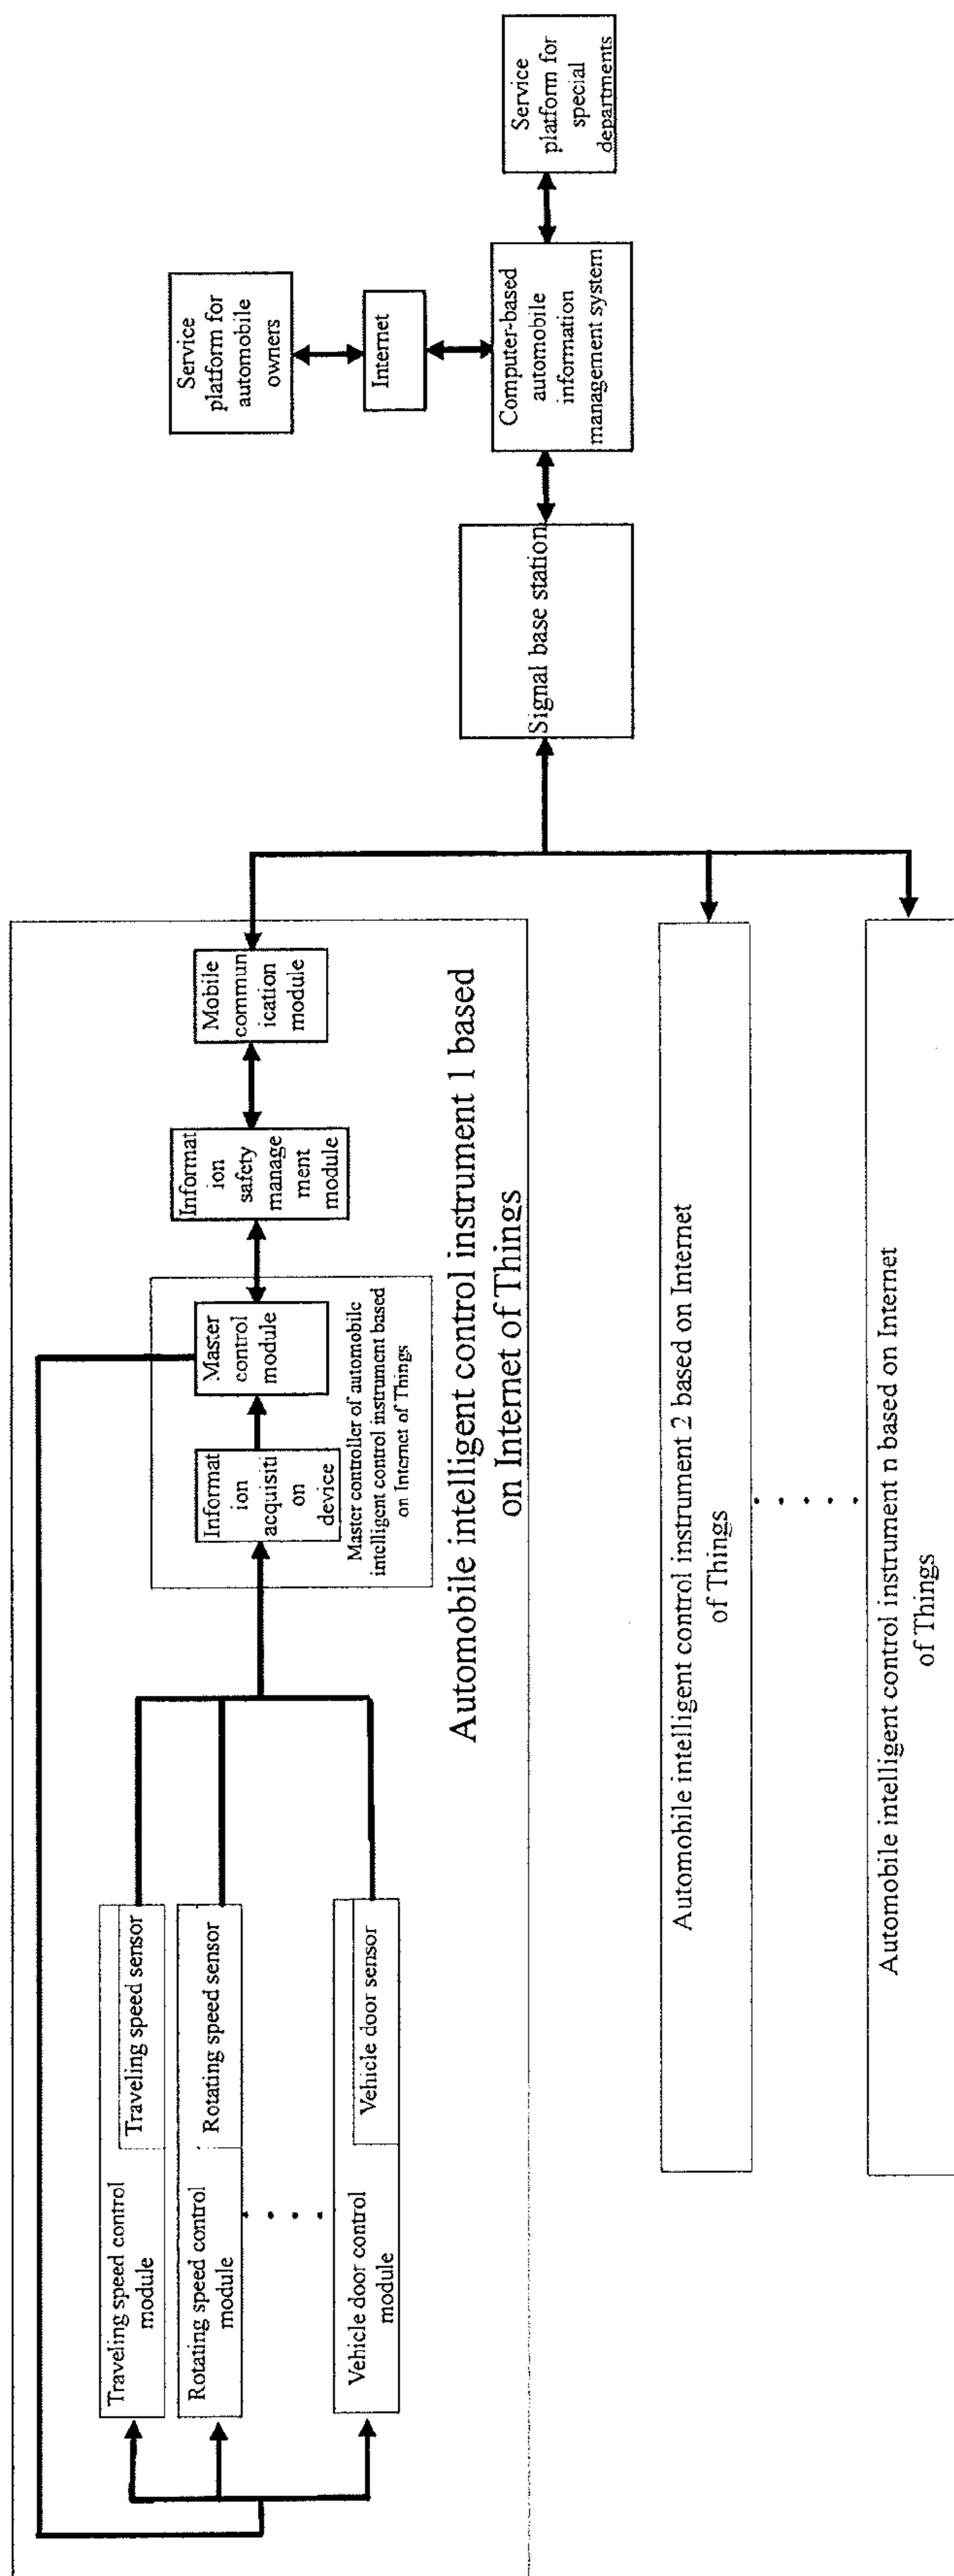 Traveling speed control
module
Traveling speed sensor
Rotating speed control
module
Rotating speed sensor
Vehicle door control
module
Vehicle door sensor
Informat
ion
acquisiti
on
device
Master
control
module
Master controller of automobile
intelligent control instrument based
on Internet of Things
Informat
ion
safety
manage
ment
module
Mobile
commun
ication
module
Automobile intelligent control instrument 1 based
on Internet of Things
Automobile intelligent control instrument 2 based on Internet
of Things
Automobile intelligent control instrument n based on Internet
of Things
Signal base station
Service
platform for
automobile
owners
Internet
Computer-based
automobile
information
management system
Service
platform for
special
departments